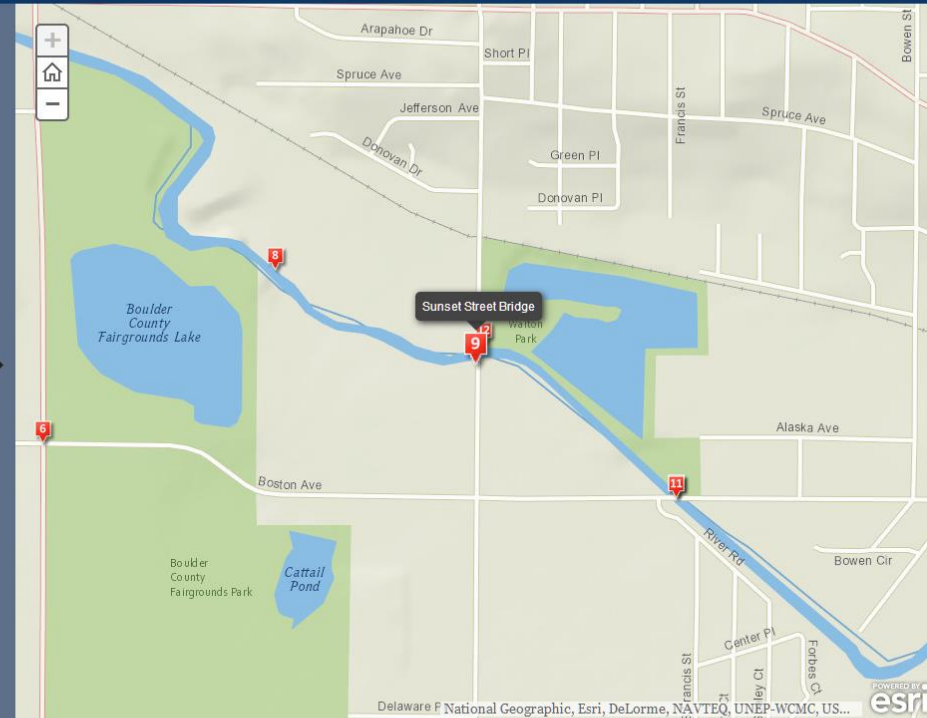 Arapahoe Dr
Bowen St
Short Pl
Spruce Ave
Jefferson Ave
Francis St
Spruce Ave
Donovan Dr
Green Pl
Donovan Pl
8
Sunset Street Bridge
Boulder
County
Fairgrounds Lake
12
Walton
Park
9
6
Alaska Ave
Boston Ave
11
River Rd
Bowen Cir
Boulder
County
Fairgrounds Park
Cattail
Pond
Center Pl
Forbes Ct
Francis St
Ct
Delaware
National Geographic, Esri, DeLorme, NAVTEQ, UNEP-WCMC, US...
POWERED BY
esri